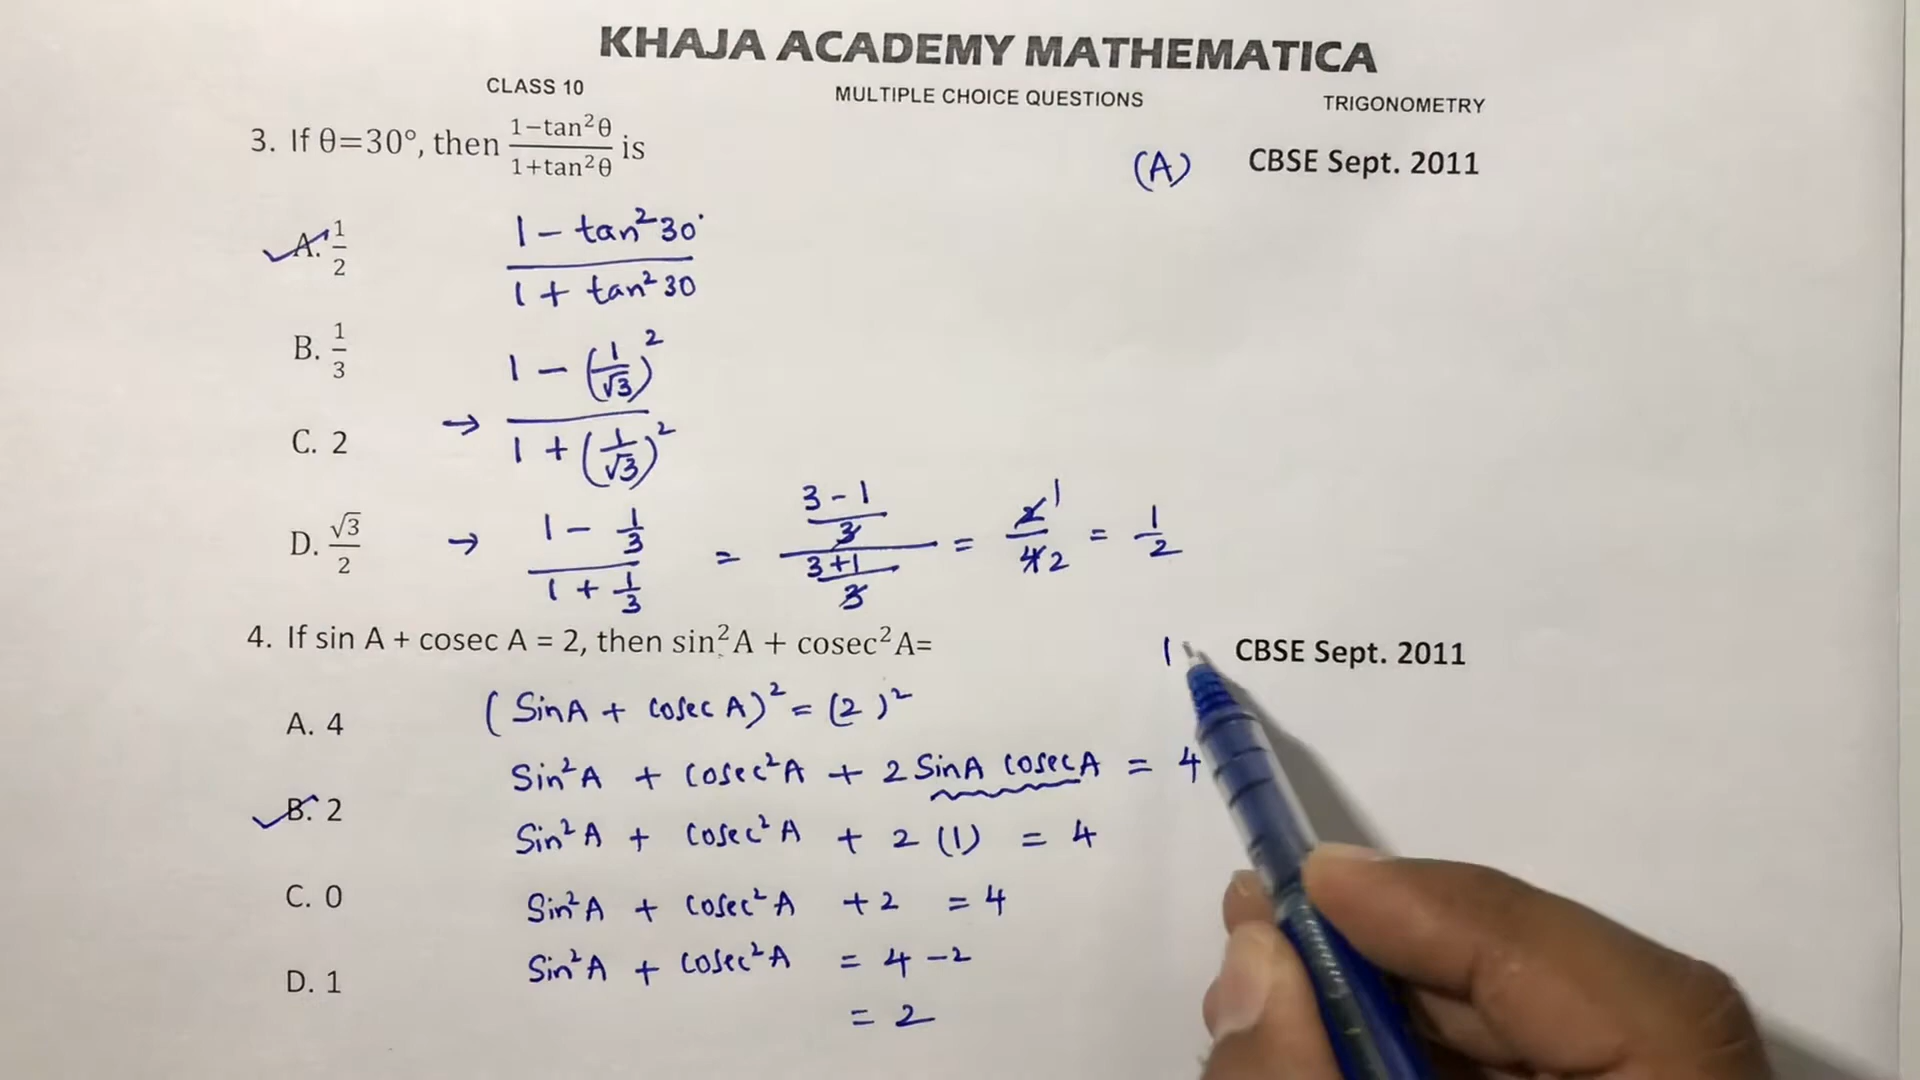 KHAJA ACADEMY MATHEMATICA
CLASS 10 MULTIPLE CHOICE QUESTIONS TRIGONOMETRY
3. If θ=30°, then (1−tan²θ)/(1+tan²θ) is (A) CBSE Sept. 2011
A. 1/2
(1 − tan²30°)/(1 + tan²30)
B. 1/3
C. 2
→ (1 − (1/√3)²)/(1 + (1/√3)²)
D. √3/2
→ (1 − 1/3)/(1 + 1/3) = ((3-1)/3)/((3+1)/3) = 2 1/4 2 = 1/2
4. If sin A + cosec A = 2, then sin²A + cosec²A= CBSE Sept. 2011
A. 4
(SinA + cosec A)² = (2)²
Sin²A + cosec²A + 2 SinA cosecA = 4
B. 2
Sin²A + cosec²A + 2 (1) = 4
C. 0
Sin²A + cosec²A +2 = 4
D. 1
Sin²A + cosec²A = 4 − 2
= 2